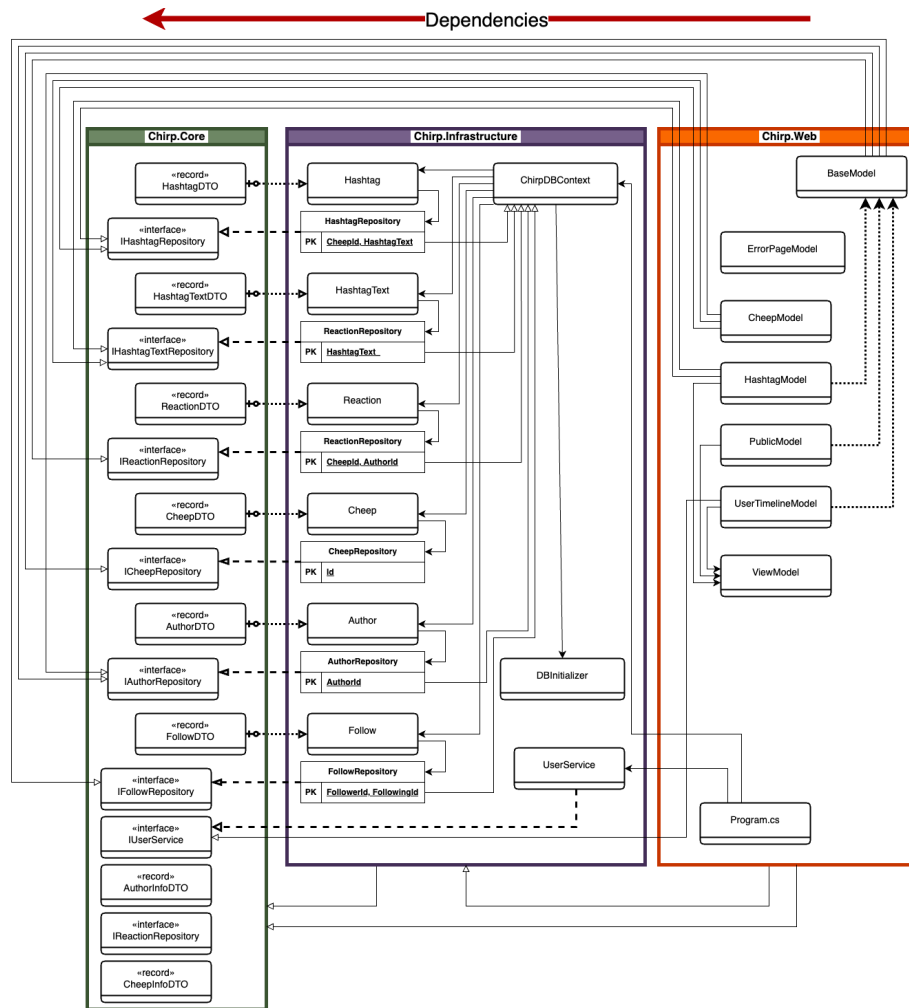 Dependencies
Chirp.Core
«record»
HashtagDTO
«interface»
IHashtagRepository
«record»
HashtagTextDTO
«interface»
IHashtagTextRepository
«record»
ReactionDTO
«interface»
IReactionRepository
«record»
CheepDTO
«interface»
ICheepRepository
«record»
AuthorDTO
«interface»
IAuthorRepository
«record»
FollowDTO
«interface»
IFollowRepository
«interface»
IUserService
«record»
AuthorInfoDTO
«interface»
IReactionRepository
«record»
CheepInfoDTO
Chirp.Infrastructure
Hashtag
ChirpDBContext
HashtagRepository
PK CheepId, HashtagText
HashtagText
ReactionRepository
PK HashtagText
Reaction
ReactionRepository
PK CheepId, AuthorId
Cheep
CheepRepository
PK Id
Author
AuthorRepository
PK AuthorId
DBInitializer
Follow
FollowRepository
PK FollowerId, FollowingId
UserService
Chirp.Web
BaseModel
ErrorPageModel
CheepModel
HashtagModel
PublicModel
UserTimelineModel
ViewModel
Program.cs